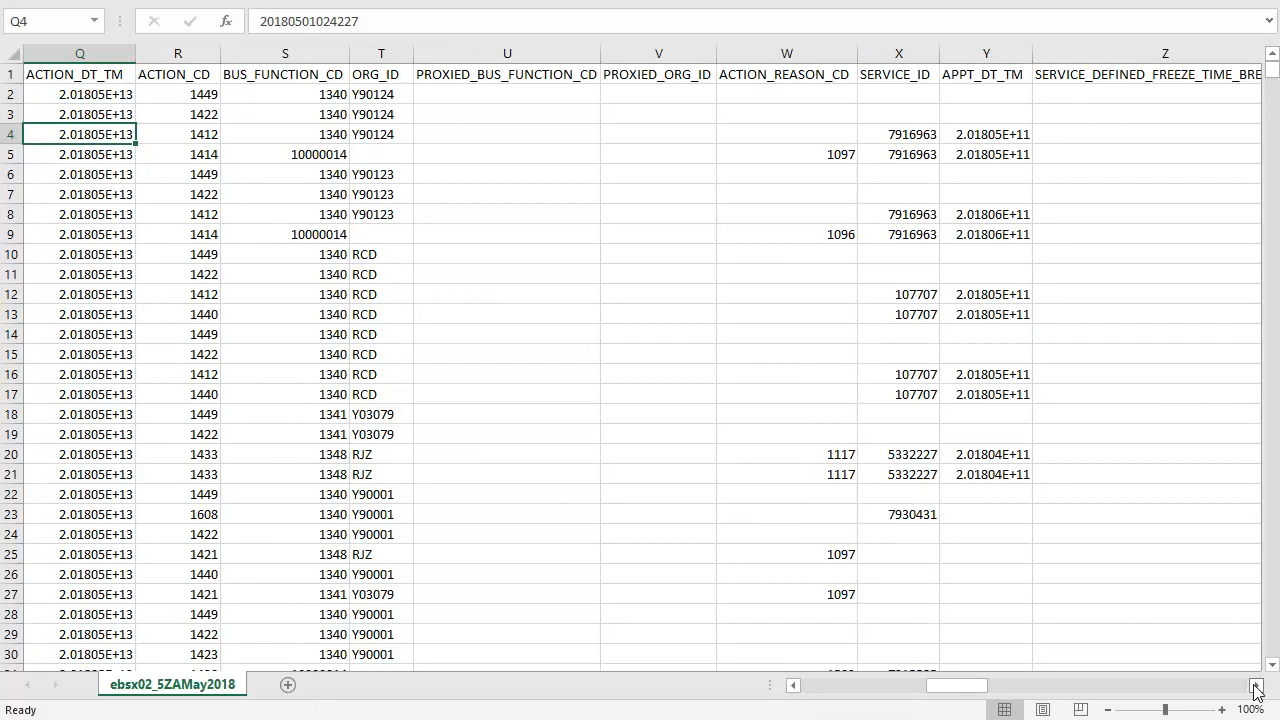 Q4 fx 20180501024227
Q R S T U V W X Y Z
1 ACTION_DT_TM ACTION_CD BUS_FUNCTION_CD ORG_ID PROXIED_BUS_FUNCTION_CD PROXIED_ORG_ID ACTION_REASON_CD SERVICE_ID APPT_DT_TM SERVICE_DEFINED_FREEZE_TIME_BRE
2 2.01805E+13 1449 1340 Y90124
3 2.01805E+13 1422 1340 Y90124
4 2.01805E+13 1412 1340 Y90124 7916963 2.01805E+11
5 2.01805E+13 1414 10000014 1097 7916963 2.01805E+11
6 2.01805E+13 1449 1340 Y90123
7 2.01805E+13 1422 1340 Y90123
8 2.01805E+13 1412 1340 Y90123 7916963 2.01806E+11
9 2.01805E+13 1414 10000014 1096 7916963 2.01806E+11
10 2.01805E+13 1449 1340 RCD
11 2.01805E+13 1422 1340 RCD
12 2.01805E+13 1412 1340 RCD 107707 2.01805E+11
13 2.01805E+13 1440 1340 RCD 107707 2.01805E+11
14 2.01805E+13 1449 1340 RCD
15 2.01805E+13 1422 1340 RCD
16 2.01805E+13 1412 1340 RCD 107707 2.01805E+11
17 2.01805E+13 1440 1340 RCD 107707 2.01805E+11
18 2.01805E+13 1449 1341 Y03079
19 2.01805E+13 1422 1341 Y03079
20 2.01805E+13 1433 1348 RJZ 1117 5332227 2.01804E+11
21 2.01805E+13 1433 1348 RJZ 1117 5332227 2.01804E+11
22 2.01805E+13 1449 1340 Y90001
23 2.01805E+13 1608 1340 Y90001 7930431
24 2.01805E+13 1422 1340 Y90001
25 2.01805E+13 1421 1348 RJZ 1097
26 2.01805E+13 1440 1340 Y90001
27 2.01805E+13 1421 1341 Y03079 1097
28 2.01805E+13 1449 1340 Y90001
29 2.01805E+13 1422 1340 Y90001
30 2.01805E+13 1423 1340 Y90001
ebsx02_5ZAMay2018
Ready 100%